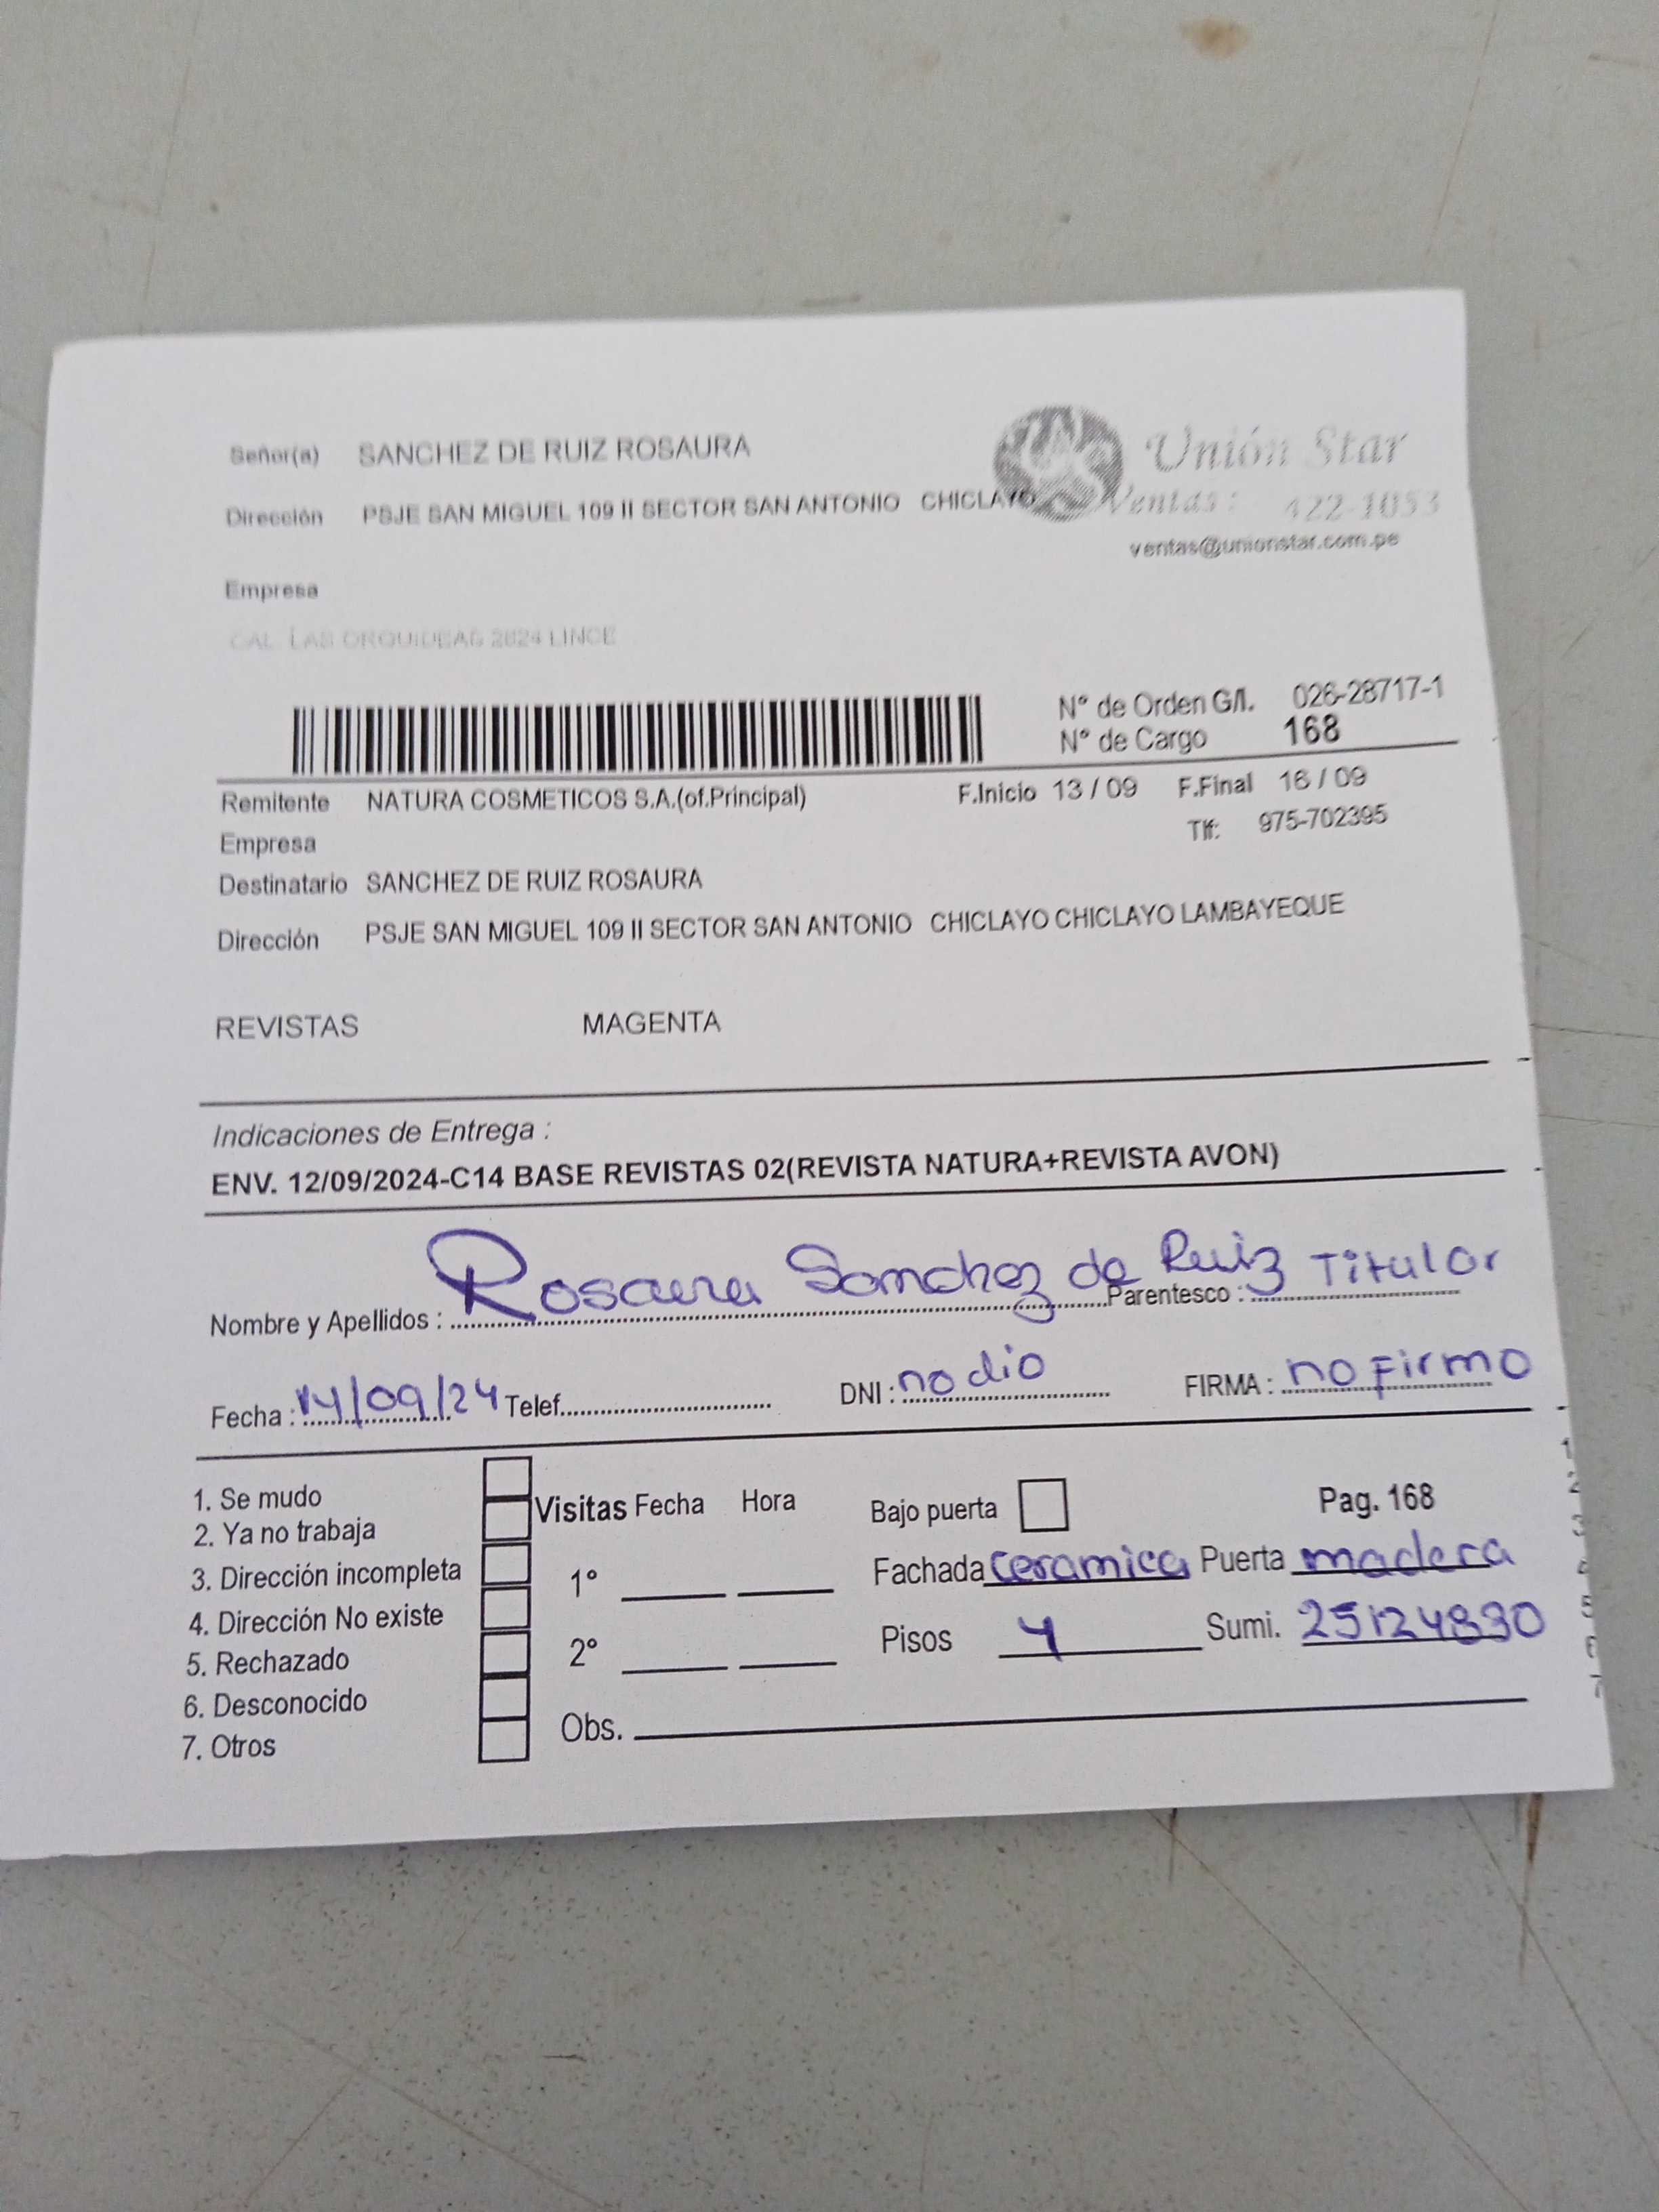 Señor(a) SANCHEZ DE RUIZ ROSAURA
Unión Star
Dirección PSJE SAN MIGUEL 109 II SECTOR SAN ANTONIO CHICLAYO
Ventas: 422-1053
ventas@unionstar.com.pe
Empresa
CAL LAS ORQUIDEAS 2624 LINCE
N° de Orden G/I. 026-28717-1
N° de Cargo 168
Remitente NATURA COSMETICOS S.A.(of.Principal) F.Inicio 13 / 09 F.Final 16 / 09
Empresa Tlf: 975-702395
Destinatario SANCHEZ DE RUIZ ROSAURA
Dirección PSJE SAN MIGUEL 109 II SECTOR SAN ANTONIO CHICLAYO CHICLAYO LAMBAYEQUE
REVISTAS MAGENTA
Indicaciones de Entrega :
ENV. 12/09/2024-C14 BASE REVISTAS 02(REVISTA NATURA+REVISTA AVON)
Nombre y Apellidos : Rosaura Sanchez de Ruiz Parentesco : Titular
Fecha : 14/09/24 Telef. DNI : no dio FIRMA : no firmo
1. Se mudo
2. Ya no trabaja
3. Dirección incompleta
4. Dirección No existe
5. Rechazado
6. Desconocido
7. Otros
Visitas Fecha Hora
1°
2°
Obs.
Bajo puerta Pag. 168
Fachada ceramica Puerta madera
Pisos 4 Sumi. 25124830